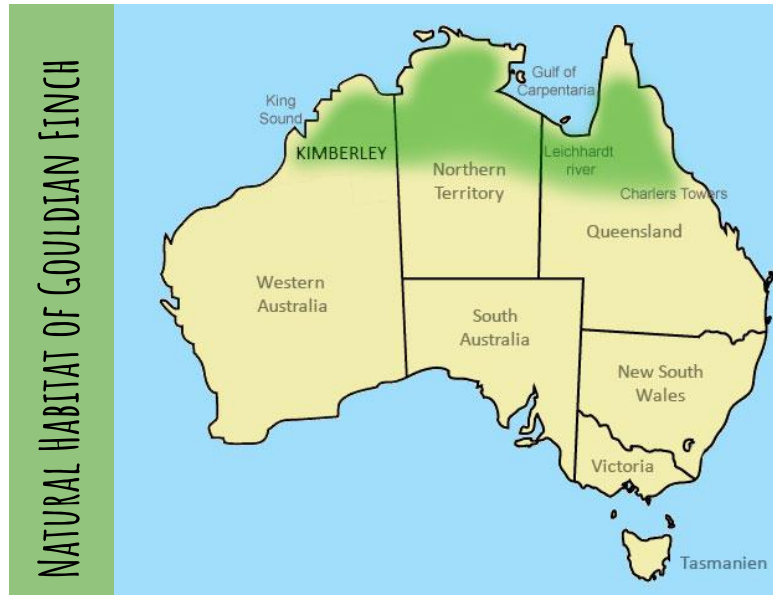 NATURAL HABITAT OF GOULDIAN FINCH
King
Sound
KIMBERLEY
Gulf of
Carpentaria
Leichhardt
river
Northern
Territory
Charlers Towers
Queensland
Western
Australia
South
Australia
New South
Wales
Victoria
Tasmanien